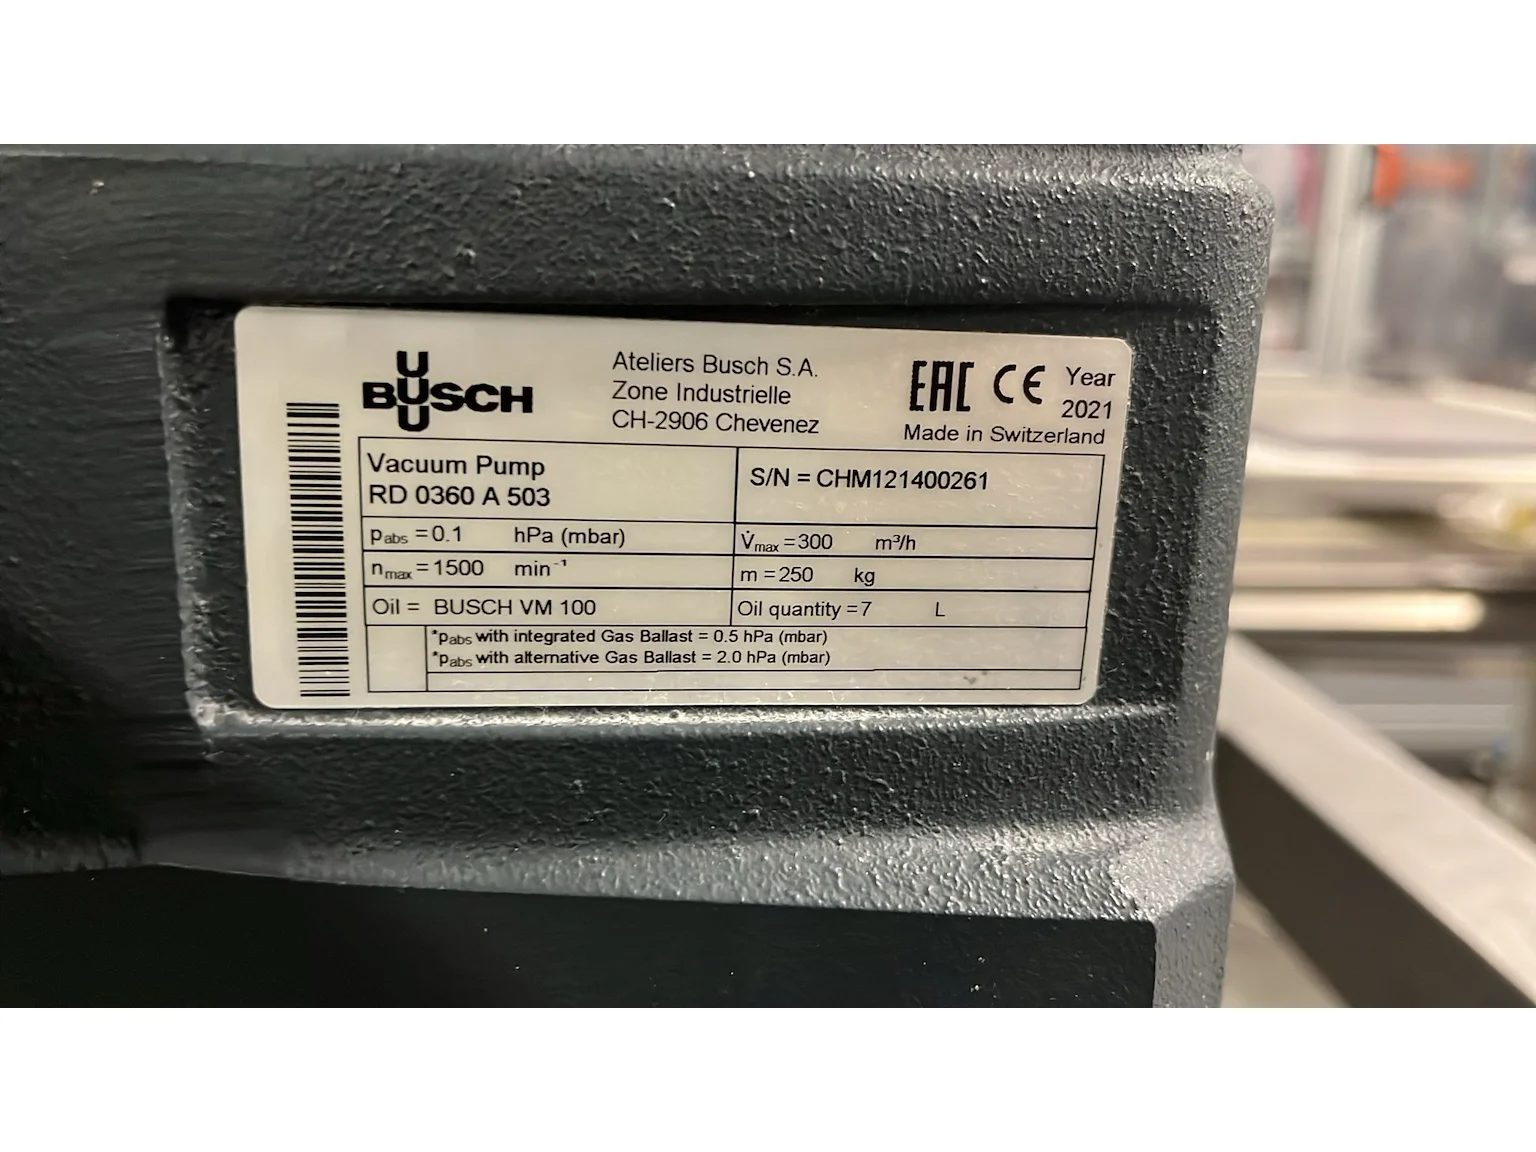 BUSCH
Ateliers Busch S.A.
Zone Industrielle
CH-2906 Chevenez
EAC CE Year
2021
Made in Switzerland
Vacuum Pump
RD 0360 A 503
S/N = CHM121400261
pabs =0.1 hPa (mbar)
V̇max =300 m³/h
nmax =1500 min⁻¹
m =250 kg
Oil = BUSCH VM 100
Oil quantity =7 L
*pabs with integrated Gas Ballast = 0.5 hPa (mbar)
*pabs with alternative Gas Ballast = 2.0 hPa (mbar)